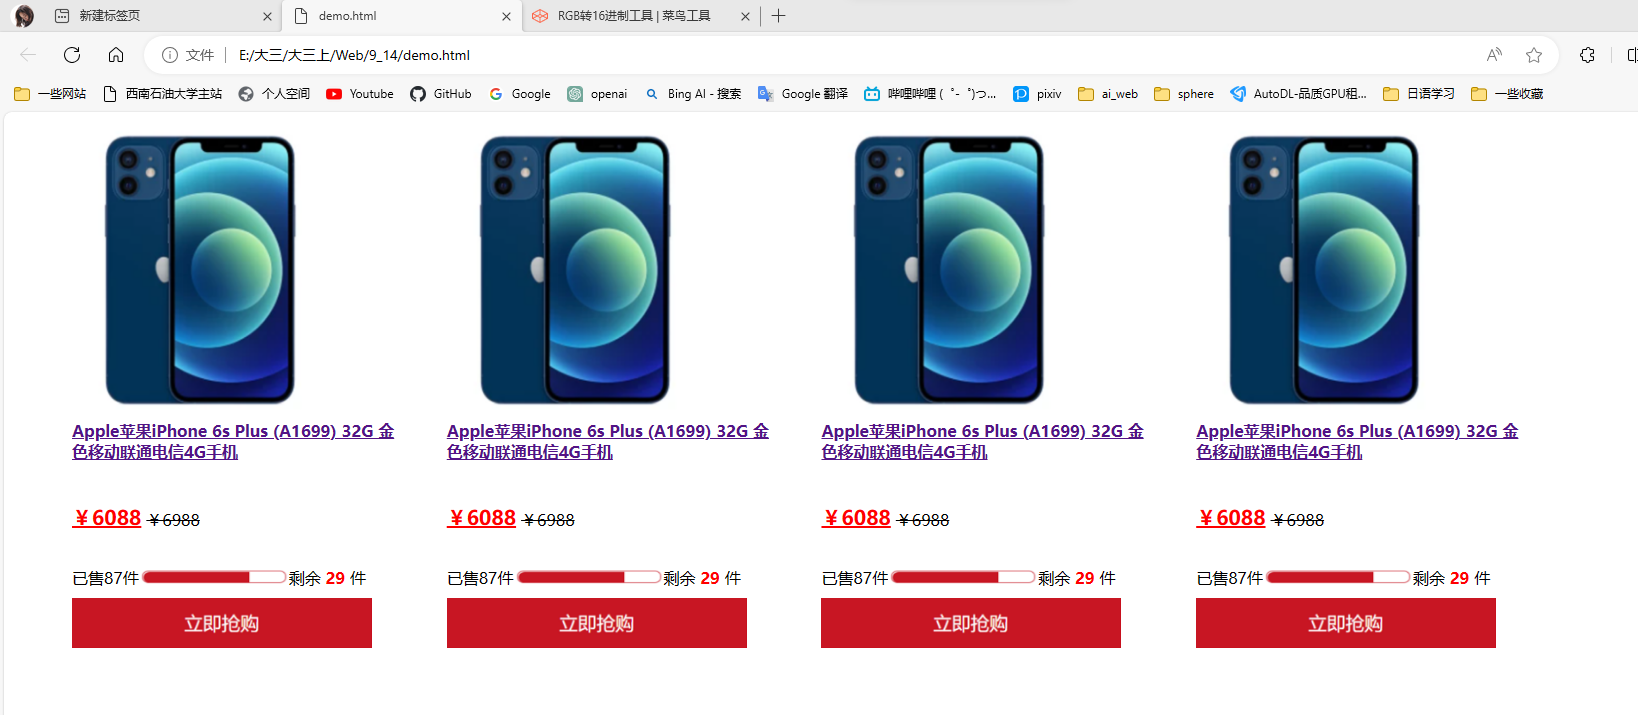 新建标签页
demo.html
RGB转16进制工具 | 菜鸟工具
文件
E:/大三/大三上/Web/9_14/demo.html
一些网站
西南石油大学主站
个人空间
Youtube
GitHub
Google
openai
Bing AI - 搜索
Google 翻译
哔哩哔哩 ( ゜- ゜)つ...
pixiv
ai_web
sphere
AutoDL-品质GPU租...
日语学习
一些收藏
Apple苹果iPhone 6s Plus (A1699) 32G 金
色移动联通电信4G手机
￥6088 ￥6988
已售87件 剩余 29 件
立即抢购
Apple苹果iPhone 6s Plus (A1699) 32G 金
色移动联通电信4G手机
￥6088 ￥6988
已售87件 剩余 29 件
立即抢购
Apple苹果iPhone 6s Plus (A1699) 32G 金
色移动联通电信4G手机
￥6088 ￥6988
已售87件 剩余 29 件
立即抢购
Apple苹果iPhone 6s Plus (A1699) 32G 金
色移动联通电信4G手机
￥6088 ￥6988
已售87件 剩余 29 件
立即抢购